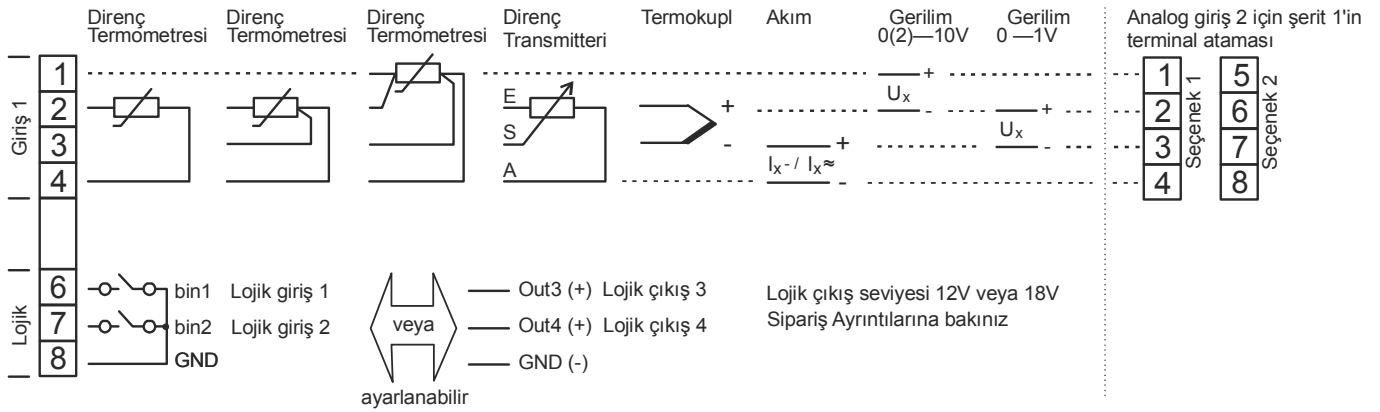 Direnç Termometresi
Direnç Termometresi
Direnç Termometresi
Direnç Transmitteri
Termokupl
Akım
Gerilim 0(2)—10V
Gerilim 0 —1V
Analog giriş 2 için şerit 1'in terminal ataması
Giriş 1
1
2
3
4
E
S
A
+
-
+
Ix - / Ix≈
-
+
Ux
-
+
Ux
-
1
2
3
4
Seçenek 1
5
6
7
8
Seçenek 2
Lojik
6
7
8
bin1 Lojik giriş 1
bin2 Lojik giriş 2
GND
veya
ayarlanabilir
Out3 (+) Lojik çıkış 3
Out4 (+) Lojik çıkış 4
GND (-)
Lojik çıkış seviyesi 12V veya 18V
Sipariş Ayrıntılarına bakınız